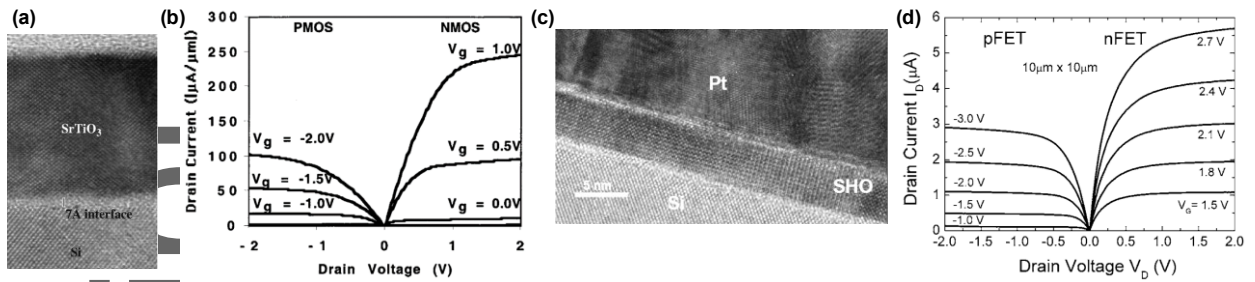 (a)
SrTiO3
7Å interface
Si
(b)
PMOS NMOS
Drain Current (IμA/μmI)
300
250
200
150
100
50
0
Vg = 1.0V
Vg = -2.0V
Vg = 0.5V
Vg = -1.5V
Vg = -1.0V
Vg = 0.0V
-2 -1 0 1 2
Drain Voltage (V)
(c)
Pt
SHO
5 nm
Si
(d)
Drain Current ID(μA)
6
5
4
3
2
1
0
pFET nFET
10μm x 10μm
2.7 V
2.4 V
2.1 V
1.8 V
VG= 1.5 V
-3.0 V
-2.5 V
-2.0 V
-1.5 V
-1.0 V
-2.0 -1.5 -1.0 -0.5 0.0 0.5 1.0 1.5 2.0
Drain Voltage VD (V)